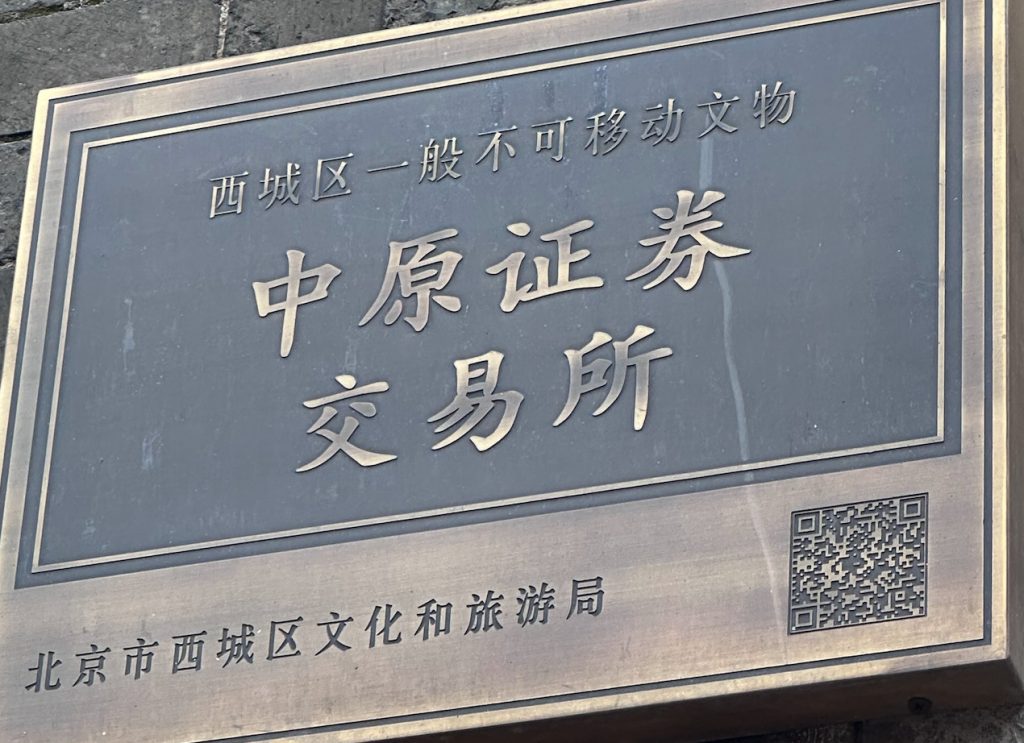 西城区一般不可移动文物
中原证券
交易所
北京市西城区文化和旅游局